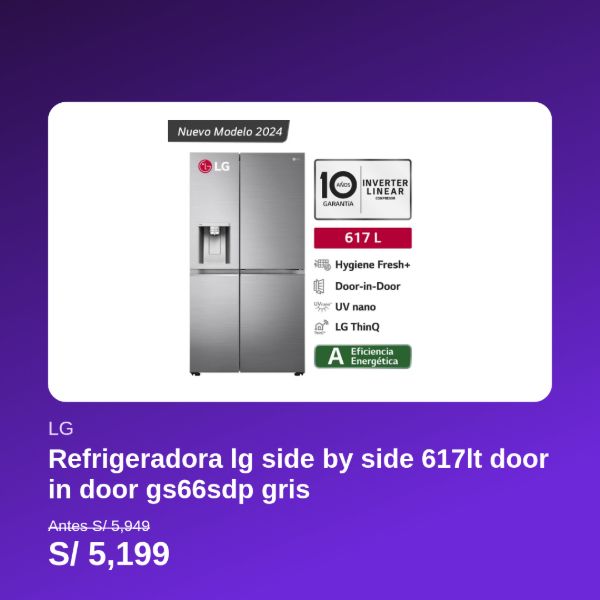 Nuevo Modelo 2024
LG
10 AÑOS GARANTÍA
INVERTER LINEAR COMPRESOR
617 L
Hygiene Fresh+
Door-in-Door
UV nano
LG ThinQ
A Eficiencia Energética
LG
Refrigeradora lg side by side 617lt door
in door gs66sdp gris
Antes S/ 5,949
S/ 5,199